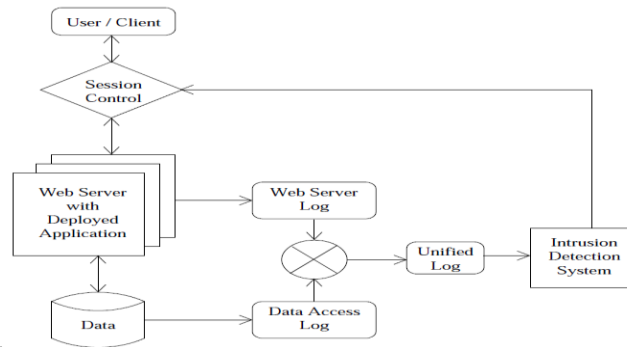 User / Client
Session
Control
Web Server
with
Deployed
Application
Web Server
Log
Unified
Log
Intrusion
Detection
System
Data
Data Access
Log